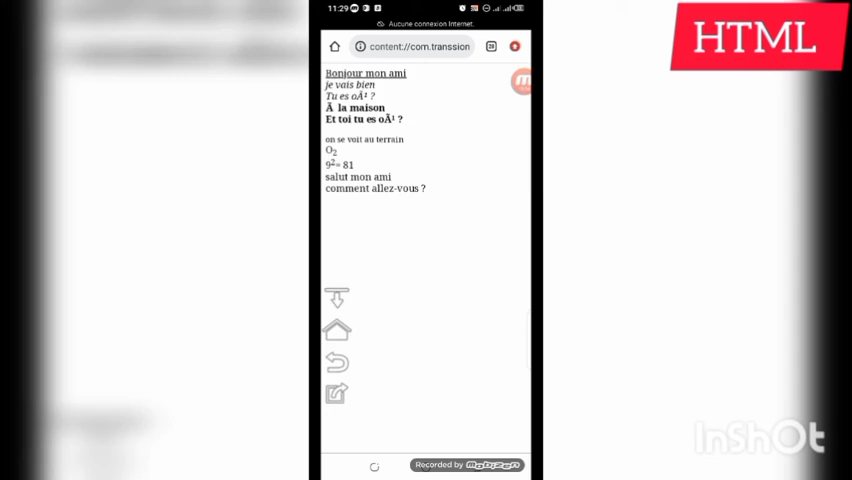 11:29
Aucune connexion Internet.
HTML
content://com.transsion
28
Bonjour mon ami
je vais bien
Tu es oÃ¹ ?
Ã la maison
Et toi tu es oÃ¹ ?
on se voit au terrain
O2
9²= 81
salut mon ami
comment allez-vous ?
Recorded by mobizen
InShOt